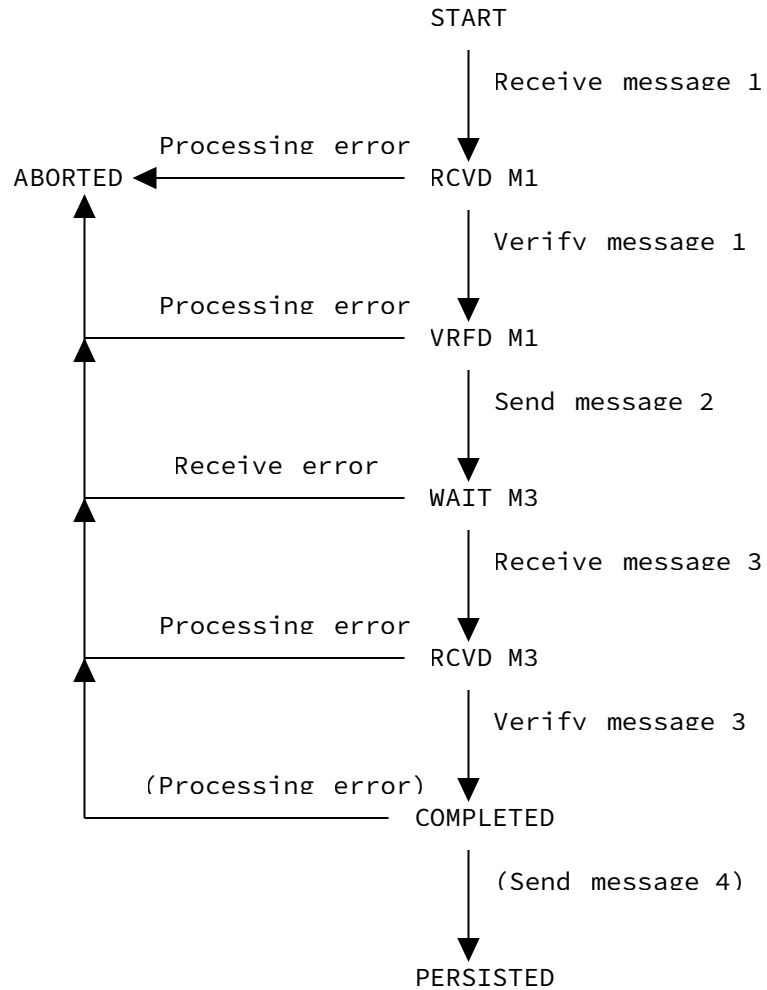 START
Receive message 1
Processing error
ABORTED RCVD M1
Verify message 1
Processing error
VRFD M1
Send message 2
Receive error
WAIT M3
Receive message 3
Processing error
RCVD M3
Verify message 3
(Processing error)
COMPLETED
(Send message 4)
PERSISTED